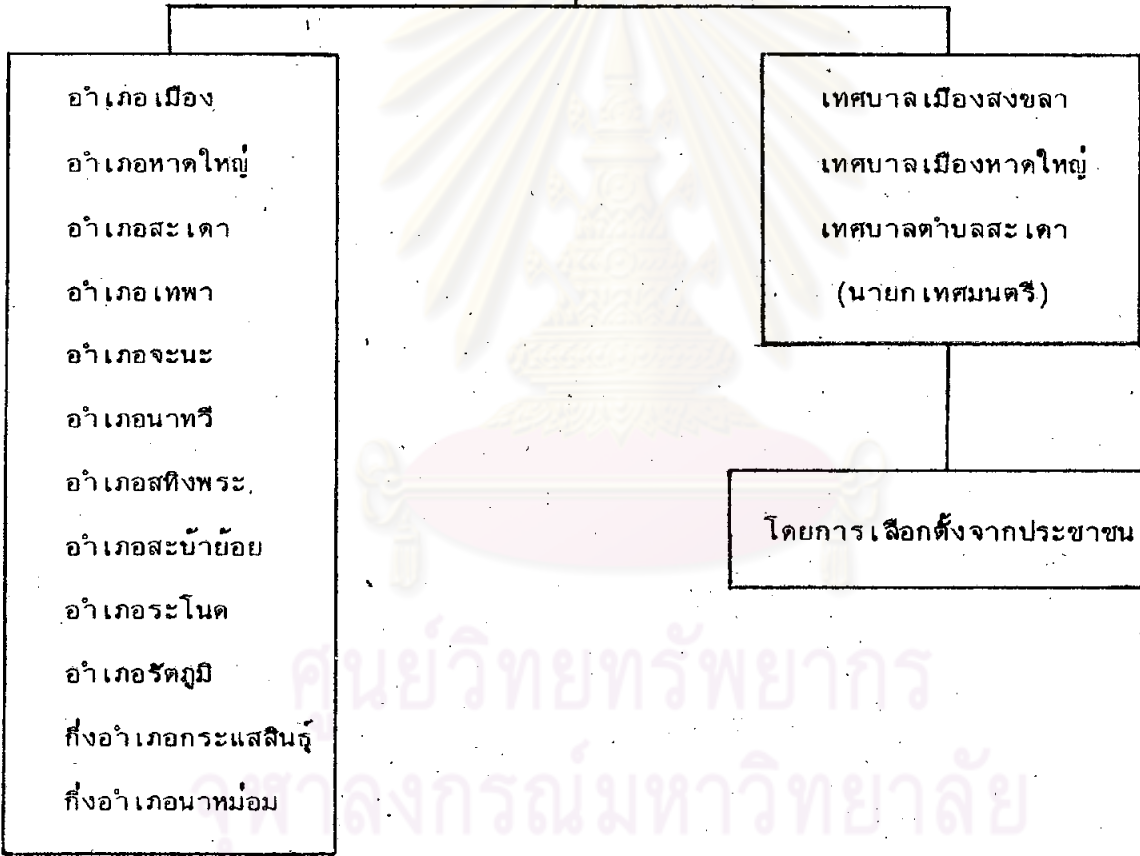 อำเภอเมือง
อำเภอหาดใหญ่
อำเภอสะเดา
อำเภอเทพา
อำเภอจะนะ
อำเภอนาทวี
อำเภอสทิงพระ
อำเภอสะบ้าย้อย
อำเภอระโนด
อำเภอรัตภูมิ
กิ่งอำเภอกระแสสินธุ์
กิ่งอำเภอนาหม่อม
เทศบาลเมืองสงขลา
เทศบาลเมืองหาดใหญ่
เทศบาลตำบลสะเดา
(นายกเทศมนตรี)
โดยการเลือกตั้งจากประชาชน
ศูนย์วิทยทรัพยากร
จุฬาลงกรณ์มหาวิทยาลัย